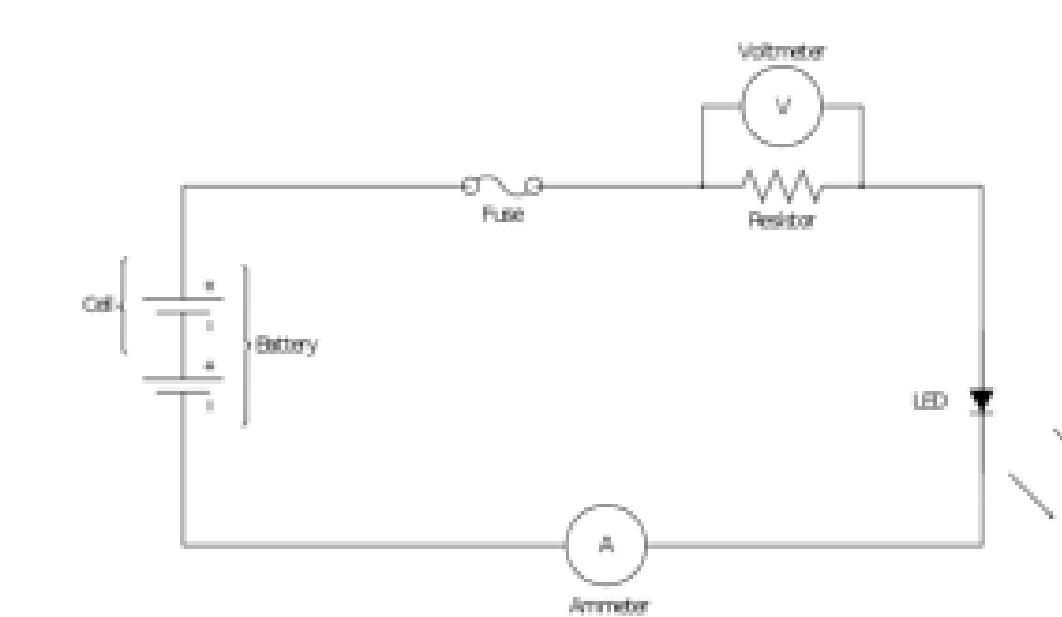 Voltmeter
V
Fuse
Resistor
Cell
+
-
Battery
+
-
LED
A
Ammeter